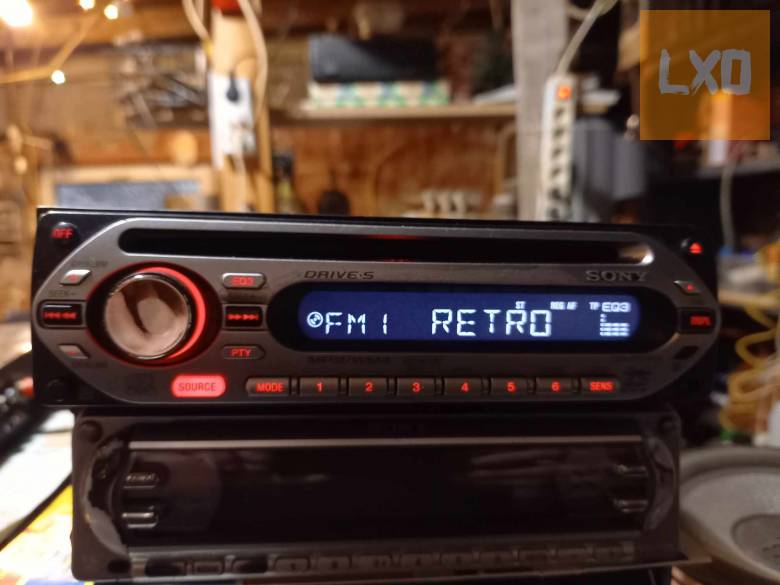 LXO
OFF
DRIVE•S
SONY
EQ3
ST REG AF TP EQ3
FM1 RETRO
PTY
SOURCE
MODE 1 2 3 4 5 6 SENS